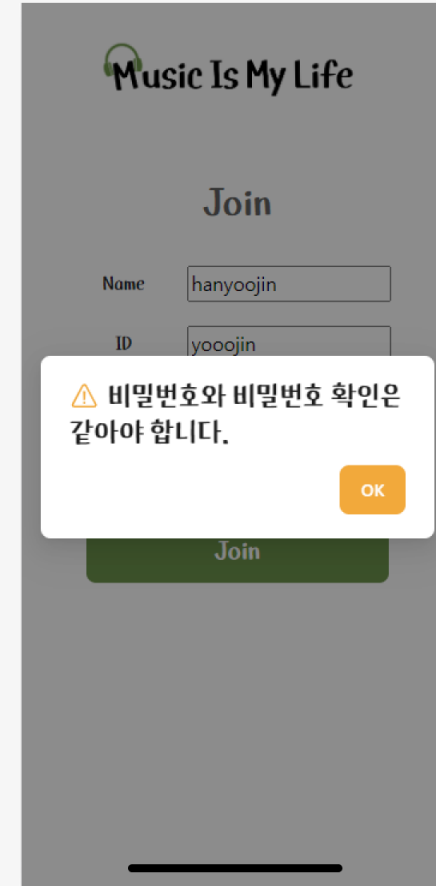 Music Is My Life
Join
Name
hanyoojin
ID
yooojin
비밀번호와 비밀번호 확인은
같아야 합니다.
OK
Join